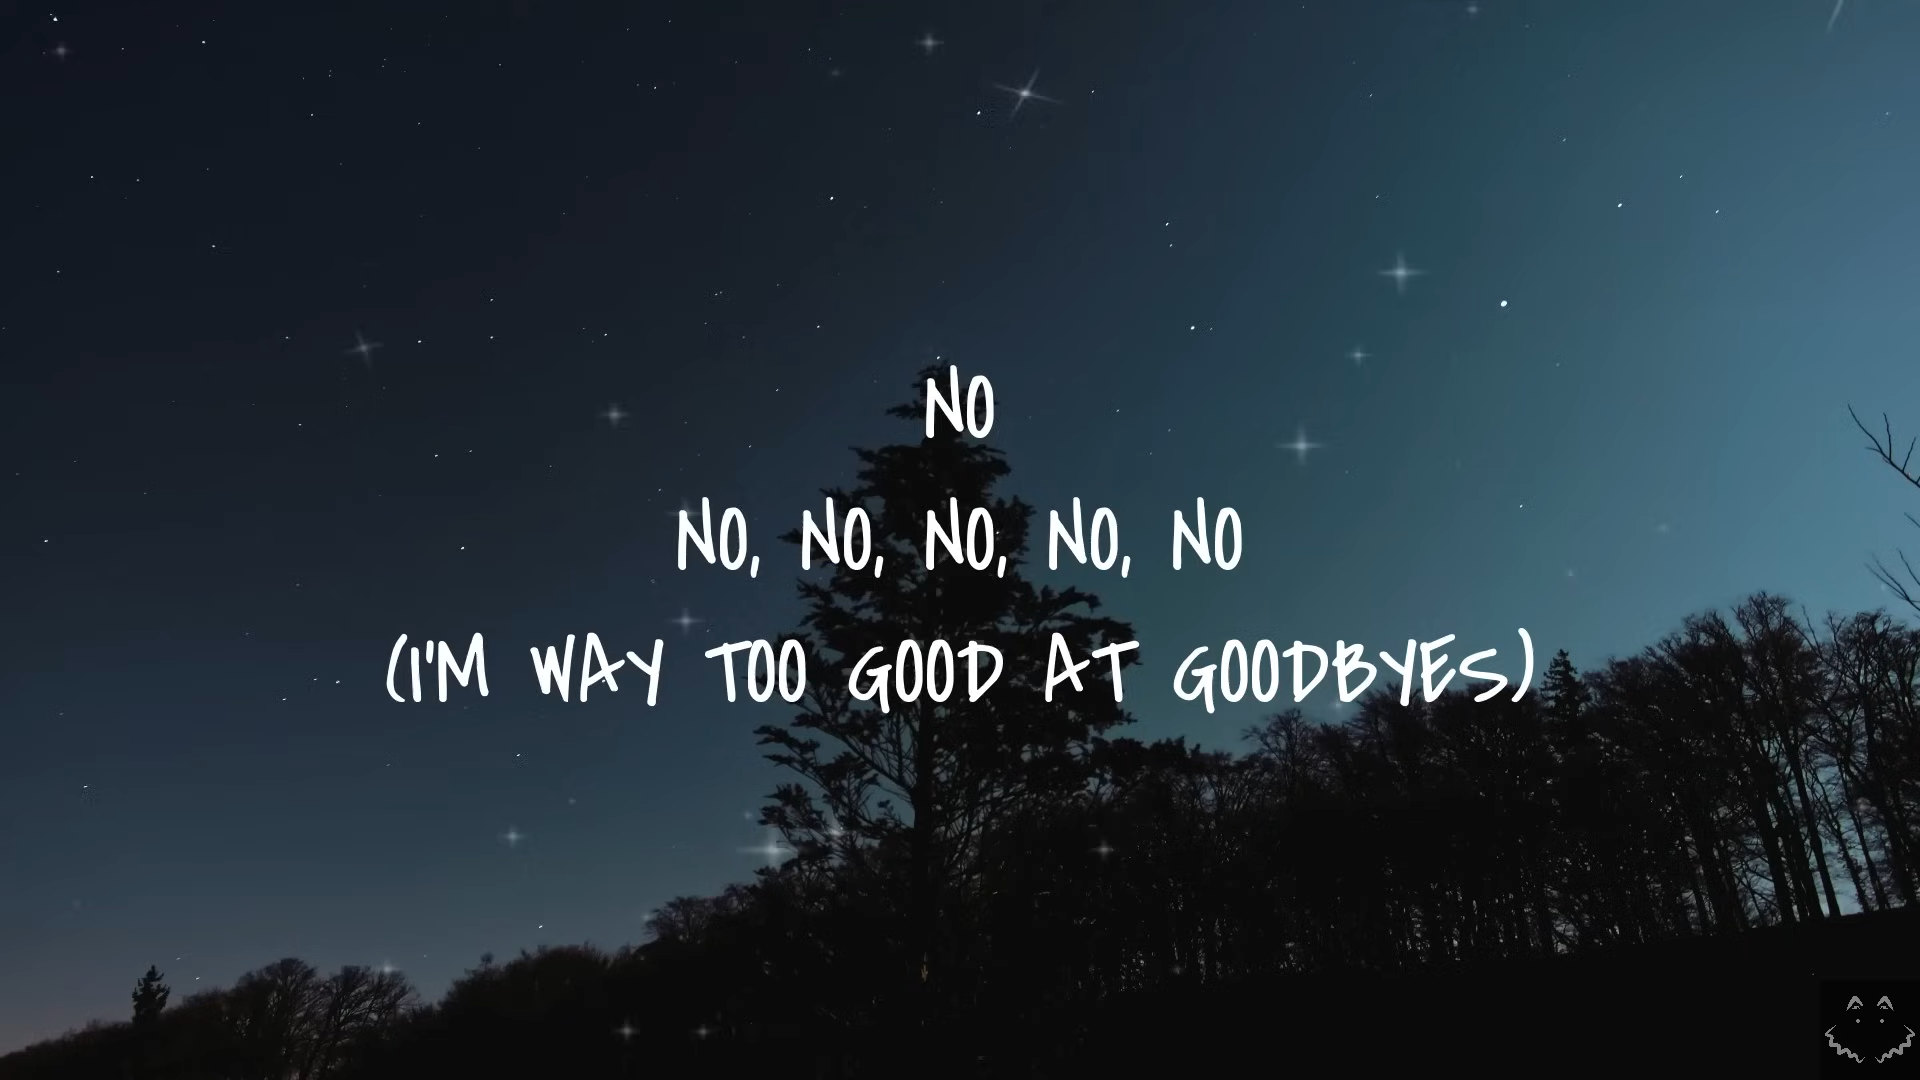 NO
NO, NO, NO, NO, NO
(I'M WAY TOO GOOD AT GOODBYES)